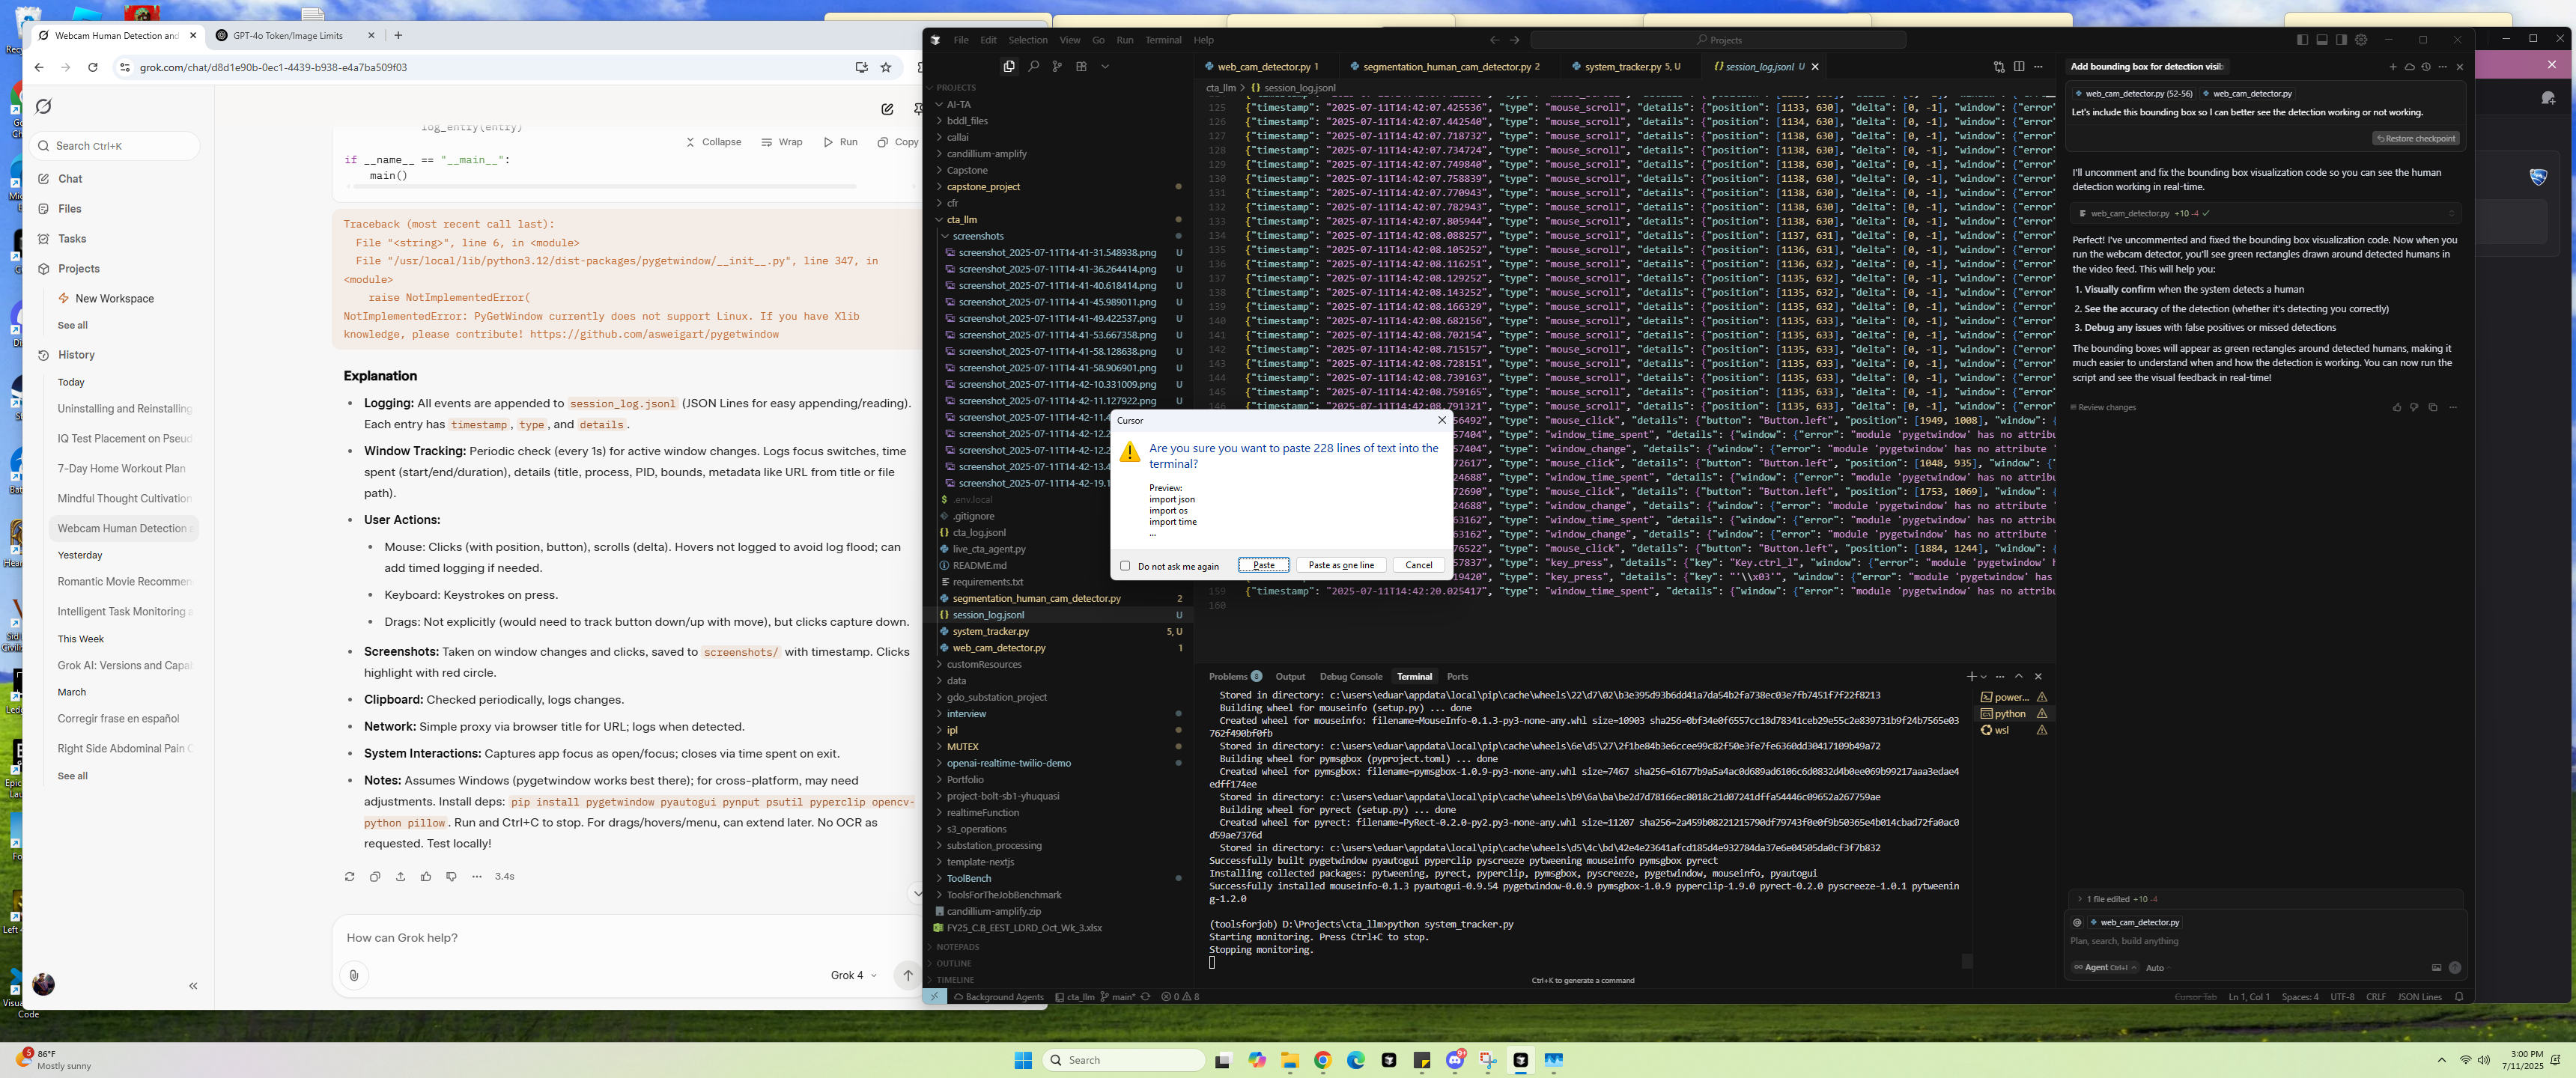 Webcam Human Detection and
GPT-4o Token/Image Limits
grok.com/chat/d8d1e90b-0ec1-4439-b938-e4a7ba509f03
Search Ctrl+K
Chat
Files
Tasks
Projects
New Workspace
See all
History
Today
Uninstalling and Reinstalling
IQ Test Placement on Pseud
7-Day Home Workout Plan
Mindful Thought Cultivation
Webcam Human Detection a
Yesterday
Romantic Movie Recommen
Intelligent Task Monitoring a
This Week
Grok AI: Versions and Capab
March
Corregir frase en español
Right Side Abdominal Pain C
See all
log_entry(entry)
Collapse Wrap Run Copy
if __name__ == "__main__":
main()
Traceback (most recent call last):
File "<string>", line 6, in <module>
File "/usr/local/lib/python3.12/dist-packages/pygetwindow/__init__.py", line 347, in
<module>
raise NotImplementedError(
NotImplementedError: PyGetWindow currently does not support Linux. If you have Xlib
knowledge, please contribute! https://github.com/asweigart/pygetwindow
Explanation
Logging: All events are appended to session_log.jsonl (JSON Lines for easy appending/reading).
Each entry has timestamp, type, and details.
Window Tracking: Periodic check (every 1s) for active window changes. Logs focus switches, time
spent (start/end/duration), details (title, process, PID, bounds, metadata like URL from title or file
path).
User Actions:
Mouse: Clicks (with position, button), scrolls (delta). Hovers not logged to avoid log flood; can
add timed logging if needed.
Keyboard: Keystrokes on press.
Drags: Not explicitly (would need to track button down/up with move), but clicks capture down.
Screenshots: Taken on window changes and clicks, saved to screenshots/ with timestamp. Clicks
highlight with red circle.
Clipboard: Checked periodically, logs changes.
Network: Simple proxy via browser title for URL; logs when detected.
System Interactions: Captures app focus as open/focus; closes via time spent on exit.
Notes: Assumes Windows (pygetwindow works best there); for cross-platform, may need
adjustments. Install deps: pip install pygetwindow pyautogui pynput psutil pyperclip opencv-
python pillow. Run and Ctrl+C to stop. For drags/hovers/menu, can extend later. No OCR as
requested. Test locally!
3.4s
How can Grok help?
Grok 4
File Edit Selection View Go Run Terminal Help
Projects
PROJECTS
AI-TA
bddl_files
callai
candillium-amplify
Capstone
capstone_project
cfr
cta_llm
screenshots
screenshot_2025-07-11T14-41-31.548938.png U
screenshot_2025-07-11T14-41-36.264414.png U
screenshot_2025-07-11T14-41-40.618414.png U
screenshot_2025-07-11T14-41-45.989011.png U
screenshot_2025-07-11T14-41-49.422537.png U
screenshot_2025-07-11T14-41-53.667358.png U
screenshot_2025-07-11T14-41-58.128638.png U
screenshot_2025-07-11T14-41-58.906901.png U
screenshot_2025-07-11T14-42-10.331009.png U
screenshot_2025-07-11T14-42-11.127922.png U
screenshot_2025-07-11T14-42-11.4
screenshot_2025-07-11T14-42-12.2
screenshot_2025-07-11T14-42-12.2
screenshot_2025-07-11T14-42-13.4
screenshot_2025-07-11T14-42-19.1
.env.local
.gitignore
cta_log.jsonl
live_cta_agent.py
README.md
requirements.txt
segmentation_human_cam_detector.py 2
session_log.jsonl U
system_tracker.py 5, U
web_cam_detector.py 1
customResources
data
gdo_substation_project
interview
ipl
MUTEX
openai-realtime-twilio-demo
Portfolio
project-bolt-sb1-yhuquasi
realtimeFunction
s3_operations
substation_processing
template-nextjs
ToolBench
ToolsForTheJobBenchmark
candillium-amplify.zip
FY25_C.B_EEST_LDRD_Oct_Wk_3.xlsx
NOTEPADS
OUTLINE
TIMELINE
web_cam_detector.py 1
segmentation_human_cam_detector.py 2
system_tracker.py 5, U
session_log.jsonl U
cta_llm > session_log.jsonl
125 {"timestamp": "2025-07-11T14:42:07.425536", "type": "mouse_scroll", "details": {"position": [1133, 630], "delta": [0, -1], "window": {"error"
126 {"timestamp": "2025-07-11T14:42:07.442540", "type": "mouse_scroll", "details": {"position": [1134, 630], "delta": [0, -1], "window": {"error"
127 {"timestamp": "2025-07-11T14:42:07.718732", "type": "mouse_scroll", "details": {"position": [1138, 630], "delta": [0, -1], "window": {"error"
128 {"timestamp": "2025-07-11T14:42:07.734724", "type": "mouse_scroll", "details": {"position": [1138, 630], "delta": [0, -1], "window": {"error"
129 {"timestamp": "2025-07-11T14:42:07.749840", "type": "mouse_scroll", "details": {"position": [1138, 630], "delta": [0, -1], "window": {"error"
130 {"timestamp": "2025-07-11T14:42:07.758839", "type": "mouse_scroll", "details": {"position": [1138, 630], "delta": [0, -1], "window": {"error"
131 {"timestamp": "2025-07-11T14:42:07.770943", "type": "mouse_scroll", "details": {"position": [1138, 630], "delta": [0, -1], "window": {"error"
132 {"timestamp": "2025-07-11T14:42:07.782943", "type": "mouse_scroll", "details": {"position": [1138, 630], "delta": [0, -1], "window": {"error"
133 {"timestamp": "2025-07-11T14:42:07.805944", "type": "mouse_scroll", "details": {"position": [1138, 630], "delta": [0, -1], "window": {"error"
134 {"timestamp": "2025-07-11T14:42:08.088257", "type": "mouse_scroll", "details": {"position": [1137, 631], "delta": [0, -1], "window": {"error"
135 {"timestamp": "2025-07-11T14:42:08.105252", "type": "mouse_scroll", "details": {"position": [1136, 631], "delta": [0, -1], "window": {"error"
136 {"timestamp": "2025-07-11T14:42:08.116251", "type": "mouse_scroll", "details": {"position": [1136, 632], "delta": [0, -1], "window": {"error"
137 {"timestamp": "2025-07-11T14:42:08.129252", "type": "mouse_scroll", "details": {"position": [1135, 632], "delta": [0, -1], "window": {"error"
138 {"timestamp": "2025-07-11T14:42:08.143252", "type": "mouse_scroll", "details": {"position": [1135, 632], "delta": [0, -1], "window": {"error"
139 {"timestamp": "2025-07-11T14:42:08.166329", "type": "mouse_scroll", "details": {"position": [1135, 632], "delta": [0, -1], "window": {"error"
140 {"timestamp": "2025-07-11T14:42:08.682156", "type": "mouse_scroll", "details": {"position": [1135, 633], "delta": [0, -1], "window": {"error"
141 {"timestamp": "2025-07-11T14:42:08.702154", "type": "mouse_scroll", "details": {"position": [1135, 633], "delta": [0, -1], "window": {"error"
142 {"timestamp": "2025-07-11T14:42:08.715157", "type": "mouse_scroll", "details": {"position": [1135, 633], "delta": [0, -1], "window": {"error"
143 {"timestamp": "2025-07-11T14:42:08.728151", "type": "mouse_scroll", "details": {"position": [1135, 633], "delta": [0, -1], "window": {"error"
144 {"timestamp": "2025-07-11T14:42:08.739163", "type": "mouse_scroll", "details": {"position": [1135, 633], "delta": [0, -1], "window": {"error"
145 {"timestamp": "2025-07-11T14:42:08.759165", "type": "mouse_scroll", "details": {"position": [1135, 633], "delta": [0, -1], "window": {"error"
8.791321", "type": "mouse_scroll", "details": {"position": [1135, 633], "delta": [0, -1], "window": {"error"
56492", "type": "mouse_click", "details": {"button": "Button.left", "position": [1949, 1008], "window": {"e
57404", "type": "window_time_spent", "details": {"window": {"error": "module 'pygetwindow' has no attribu
57404", "type": "window_change", "details": {"window": {"error": "module 'pygetwindow' has no attribute '
72617", "type": "mouse_click", "details": {"button": "Button.left", "position": [1048, 935], "window": {"
24688", "type": "window_time_spent", "details": {"window": {"error": "module 'pygetwindow' has no attribu
72690", "type": "mouse_click", "details": {"button": "Button.left", "position": [1753, 1069], "window": {"e
24688", "type": "window_change", "details": {"window": {"error": "module 'pygetwindow' has no attribute '
63162", "type": "window_time_spent", "details": {"window": {"error": "module 'pygetwindow' has no attribu
63162", "type": "window_change", "details": {"window": {"error": "module 'pygetwindow' has no attribute '
76522", "type": "mouse_click", "details": {"button": "Button.left", "position": [1884, 1244], "window": {"e
57837", "type": "key_press", "details": {"key": "Key.ctrl_l", "window": {"error": "module 'pygetwindow' h
19420", "type": "key_press", "details": {"key": "'\\x03'", "window": {"error": "module 'pygetwindow' has
159 {"timestamp": "2025-07-11T14:42:20.025417", "type": "window_time_spent", "details": {"window": {"error": "module 'pygetwindow' has no attribu
160
Cursor
Are you sure you want to paste 228 lines of text into the
terminal?
Preview:
import json
import os
import time
...
Do not ask me again Paste Paste as one line Cancel
Problems 8 Output Debug Console Terminal Ports
Stored in directory: c:\users\eduar\appdata\local\pip\cache\wheels\22\d7\02\b3e395d93b6dd41a7da54b2fa738ec03e7fb7451f7f22f8213
Building wheel for mouseinfo (setup.py) ... done
Created wheel for mouseinfo: filename=MouseInfo-0.1.3-py3-none-any.whl size=10903 sha256=0bf34e0f6557cc18d78341ceb29e55c2e839731b9f24b7565e03
762f490bf0fb
Stored in directory: c:\users\eduar\appdata\local\pip\cache\wheels\6e\d5\27\2f1be84b3e6ccee99c82f50e3fe7fe6360dd30417109b49a72
Building wheel for pymsgbox (pyproject.toml) ... done
Created wheel for pymsgbox: filename=pymsgbox-1.0.9-py3-none-any.whl size=7467 sha256=61677b9a5a4ac0d689ad6106c6d0832d4b0ee069b99217aaa3edae4
edff174ee
Stored in directory: c:\users\eduar\appdata\local\pip\cache\wheels\b9\6a\ba\be2d7d78166ec8018c21d07241dffa54446c09652a267759ae
Building wheel for pyrect (setup.py) ... done
Created wheel for pyrect: filename=PyRect-0.2.0-py2.py3-none-any.whl size=11207 sha256=2a459b08221215790df79743f0e0f9b50365e4b014cbad72fa0ac0
d59ae7376d
Stored in directory: c:\users\eduar\appdata\local\pip\cache\wheels\d5\4c\bd\42e4e23641afcd185d4e932784da37e6e04505da0cf3f7b832
Successfully built pygetwindow pyautogui pyperclip pyscreeze pytweening mouseinfo pymsgbox pyrect
Installing collected packages: pytweening, pyrect, pyperclip, pymsgbox, pyscreeze, pygetwindow, mouseinfo, pyautogui
Successfully installed mouseinfo-0.1.3 pyautogui-0.9.54 pygetwindow-0.0.9 pymsgbox-1.0.9 pyperclip-1.9.0 pyrect-0.2.0 pyscreeze-1.0.1 pytweenin
g-1.2.0
(toolsforjob) D:\Projects\cta_llm>python system_tracker.py
Starting monitoring. Press Ctrl+C to stop.
Stopping monitoring.
Ctrl+K to generate a command
power...
python
wsl
Add bounding box for detection visib
web_cam_detector.py (52-56) web_cam_detector.py
Let's include this bounding box so I can better see the detection working or not working.
Restore checkpoint
I'll uncomment and fix the bounding box visualization code so you can see the human
detection working in real-time.
web_cam_detector.py +10 -4
Perfect! I've uncommented and fixed the bounding box visualization code. Now when you
run the webcam detector, you'll see green rectangles drawn around detected humans in
the video feed. This will help you:
1. Visually confirm when the system detects a human
2. See the accuracy of the detection (whether it's detecting you correctly)
3. Debug any issues with false positives or missed detections
The bounding boxes will appear as green rectangles around detected humans, making it
much easier to understand when and how the detection is working. You can now run the
script and see the visual feedback in real-time!
Review changes
1 file edited +10 -4
@ web_cam_detector.py
Plan, search, build anything
Agent Ctrl+I Auto
Background Agents cta_llm main* 0 8
Cursor Tab Ln 1, Col 1 Spaces: 4 UTF-8 CRLF JSON Lines
Code
86°F
Mostly sunny
Search
3:00 PM
7/11/2025